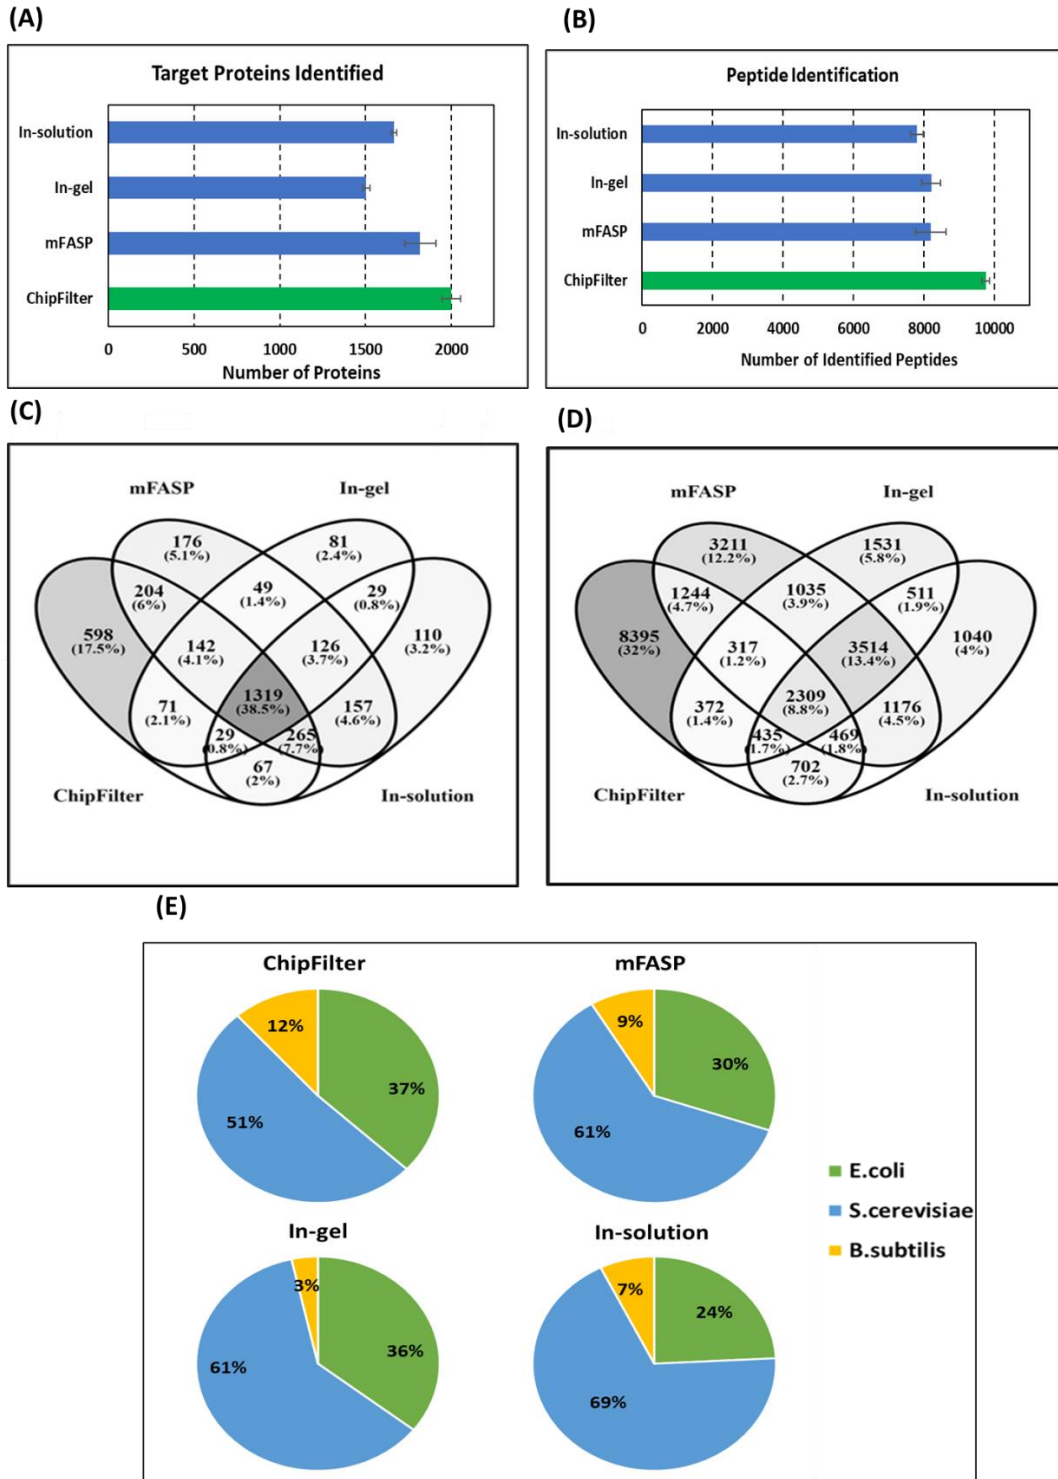 (A)
Target Proteins Identified
In-solution
In-gel
mFASP
ChipFilter
0 500 1000 1500 2000
Number of Proteins
(B)
Peptide Identification
In-solution
In-gel
mFASP
ChipFilter
0 2000 4000 6000 8000 10000
Number of Identified Peptides
(C)
mFASP In-gel
176 81
(5.1%) (2.4%)
204 49 29
(6%) (1.4%) (0.8%)
598 142 126 110
(17.5%) (4.1%) (3.7%) (3.2%)
71 1319 157
(2.1%) (38.5%) (4.6%)
29 265
(0.8%) (7.7%)
67
(2%)
ChipFilter In-solution
(D)
mFASP In-gel
3211 1531
(12.2%) (5.8%)
1244 1035 511
(4.7%) (3.9%) (1.9%)
8395 317 3514 1040
(32%) (1.2%) (13.4%) (4%)
372 2309 1176
(1.4%) (8.8%) (4.5%)
435 469
(1.7%) (1.8%)
702
(2.7%)
ChipFilter In-solution
(E)
ChipFilter mFASP
12% 37% 51%
9% 30% 61%
In-gel In-solution
3% 36% 61%
7% 24% 69%
E.coli
S.cerevisiae
B.subtilis